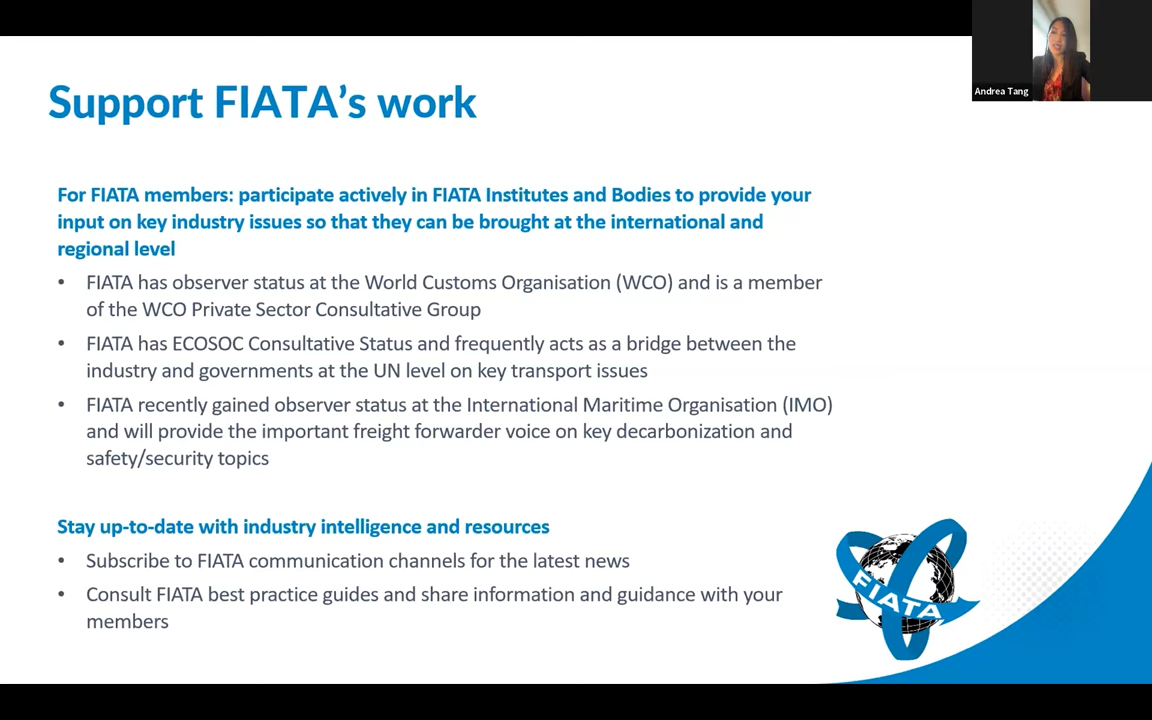 Support FIATA’s work
Andrea Tang
For FIATA members: participate actively in FIATA Institutes and Bodies to provide your
input on key industry issues so that they can be brought at the international and
regional level
• FIATA has observer status at the World Customs Organisation (WCO) and is a member
of the WCO Private Sector Consultative Group
• FIATA has ECOSOC Consultative Status and frequently acts as a bridge between the
industry and governments at the UN level on key transport issues
• FIATA recently gained observer status at the International Maritime Organisation (IMO)
and will provide the important freight forwarder voice on key decarbonization and
safety/security topics
Stay up-to-date with industry intelligence and resources
• Subscribe to FIATA communication channels for the latest news
• Consult FIATA best practice guides and share information and guidance with your
members
FIATA